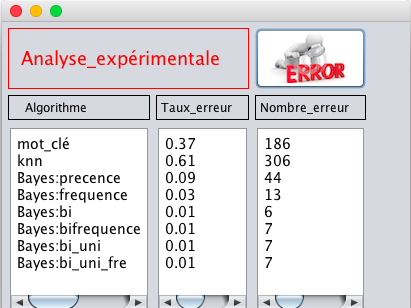 Analyse_expérimentale
ERROR
Algorithme Taux_erreur Nombre_erreur
mot_clé 0.37 186
knn 0.61 306
Bayes:precence 0.09 44
Bayes:frequence 0.03 13
Bayes:bi 0.01 6
Bayes:bifrequence 0.01 7
Bayes:bi_uni 0.01 7
Bayes:bi_uni_fre 0.01 7